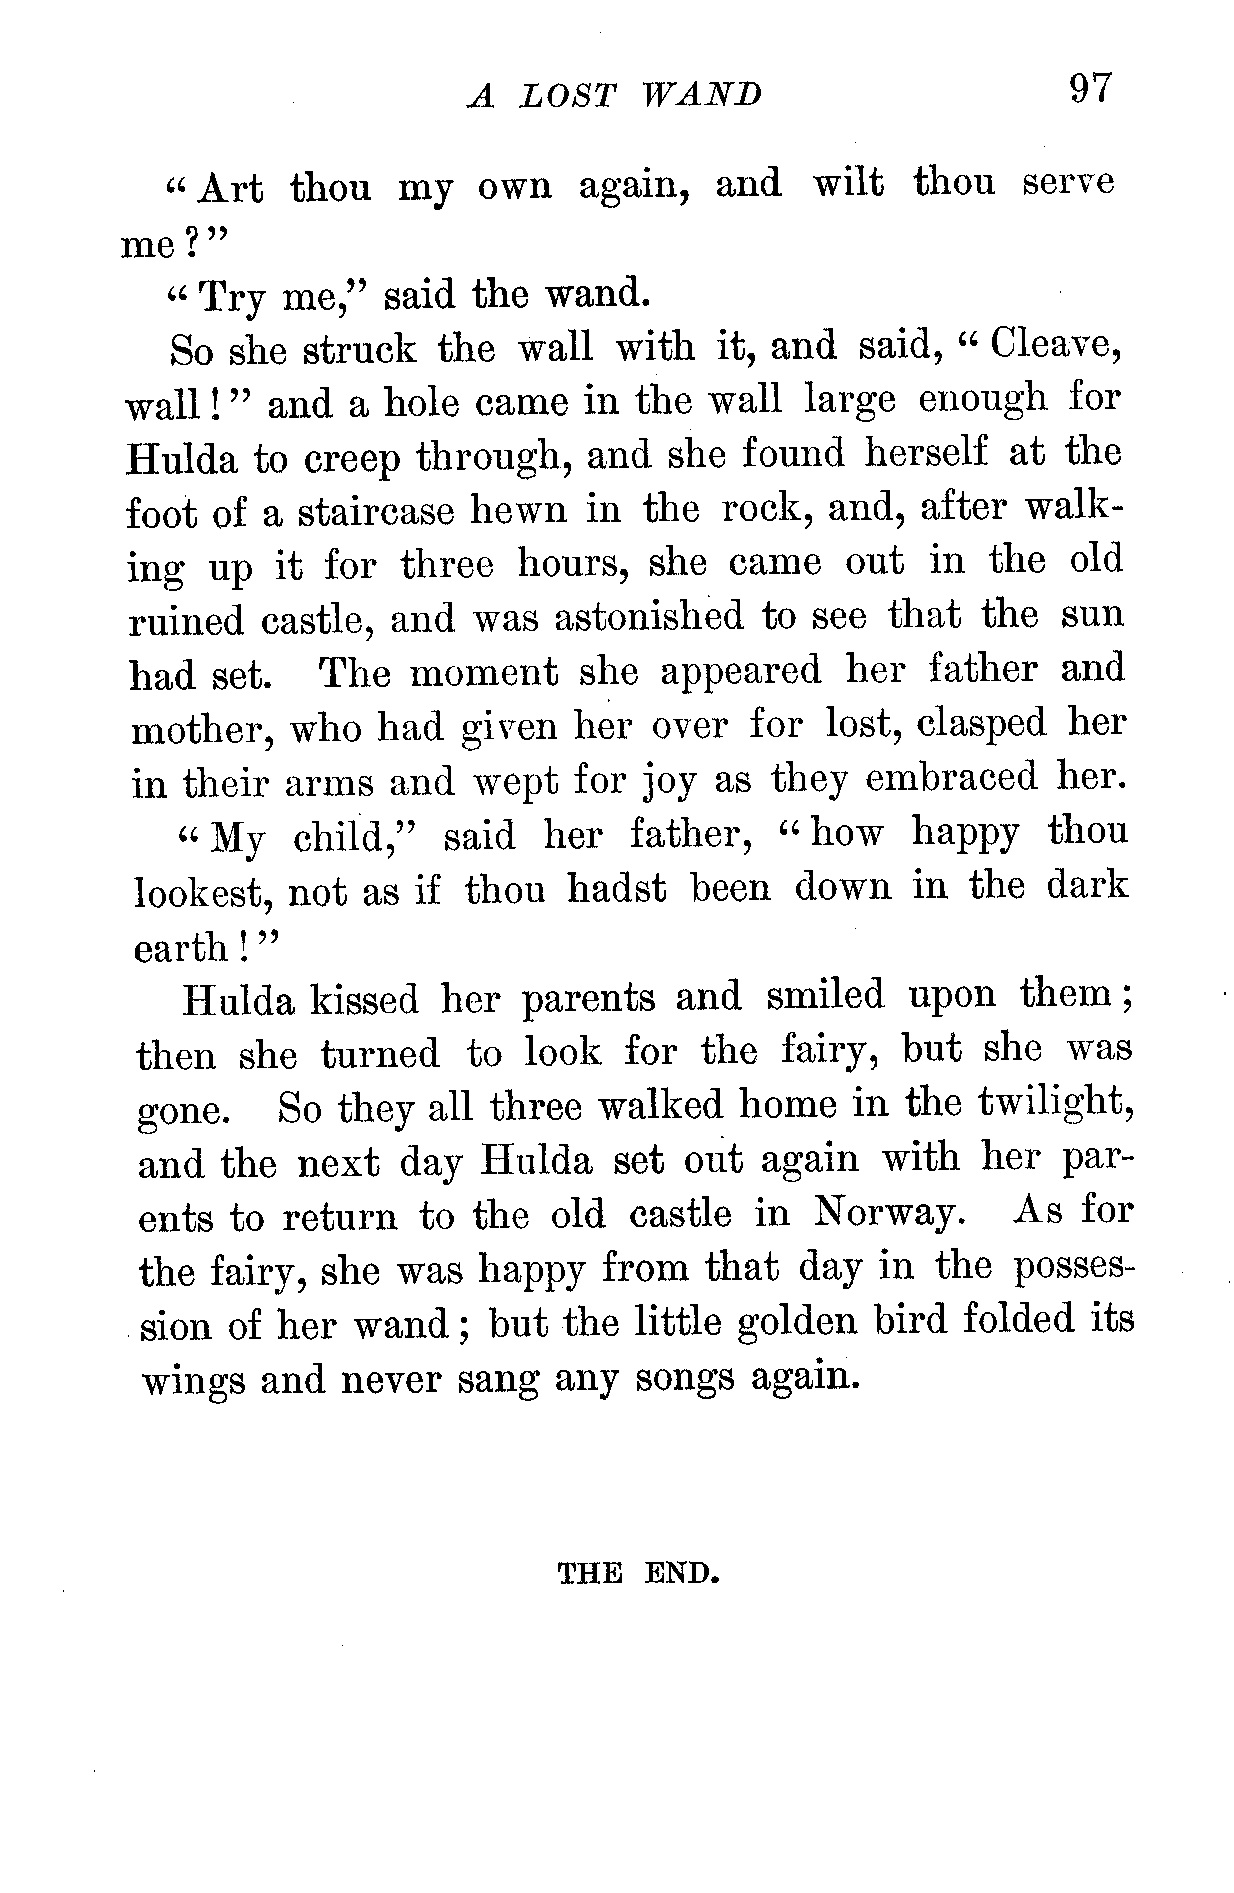 A LOST WAND 97
“Art thou my own again, and wilt thou serve
me?”
“Try me,” said the wand.
So she struck the wall with it, and said, “Cleave,
wall!” and a hole came in the wall large enough for
Hulda to creep through, and she found herself at the
foot of a staircase hewn in the rock, and, after walk-
ing up it for three hours, she came out in the old
ruined castle, and was astonished to see that the sun
had set. The moment she appeared her father and
mother, who had given her over for lost, clasped her
in their arms and wept for joy as they embraced her.
“My child,” said her father, “how happy thou
lookest, not as if thou hadst been down in the dark
earth!”
Hulda kissed her parents and smiled upon them;
then she turned to look for the fairy, but she was
gone. So they all three walked home in the twilight,
and the next day Hulda set out again with her par-
ents to return to the old castle in Norway. As for
the fairy, she was happy from that day in the posses-
sion of her wand; but the little golden bird folded its
wings and never sang any songs again.
THE END.